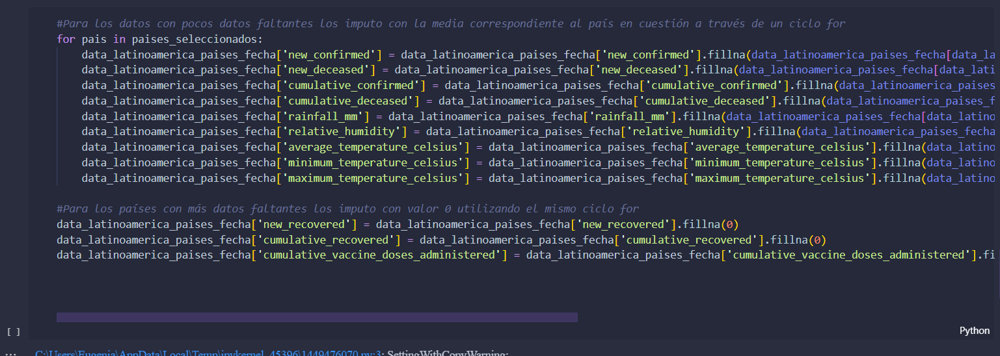 #Para los datos con pocos datos faltantes los imputo con la media correspondiente al país en cuestión a través de un ciclo for
for pais in paises_seleccionados:
    data_latinoamerica_paises_fecha['new_confirmed'] = data_latinoamerica_paises_fecha['new_confirmed'].fillna(data_latinoamerica_paises_fecha[data_la
    data_latinoamerica_paises_fecha['new_deceased'] = data_latinoamerica_paises_fecha['new_deceased'].fillna(data_latinoamerica_paises_fecha[data_lati
    data_latinoamerica_paises_fecha['cumulative_confirmed'] = data_latinoamerica_paises_fecha['cumulative_confirmed'].fillna(data_latinoamerica_paises
    data_latinoamerica_paises_fecha['cumulative_deceased'] = data_latinoamerica_paises_fecha['cumulative_deceased'].fillna(data_latinoamerica_paises_f
    data_latinoamerica_paises_fecha['rainfall_mm'] = data_latinoamerica_paises_fecha['rainfall_mm'].fillna(data_latinoamerica_paises_fecha[data_latino
    data_latinoamerica_paises_fecha['relative_humidity'] = data_latinoamerica_paises_fecha['relative_humidity'].fillna(data_latinoamerica_paises_fecha
    data_latinoamerica_paises_fecha['average_temperature_celsius'] = data_latinoamerica_paises_fecha['average_temperature_celsius'].fillna(data_latino
    data_latinoamerica_paises_fecha['minimum_temperature_celsius'] = data_latinoamerica_paises_fecha['minimum_temperature_celsius'].fillna(data_latino
    data_latinoamerica_paises_fecha['maximum_temperature_celsius'] = data_latinoamerica_paises_fecha['maximum_temperature_celsius'].fillna(data_latino
#Para los países con más datos faltantes los imputo con valor 0 utilizando el mismo ciclo for
data_latinoamerica_paises_fecha['new_recovered'] = data_latinoamerica_paises_fecha['new_recovered'].fillna(0)
data_latinoamerica_paises_fecha['cumulative_recovered'] = data_latinoamerica_paises_fecha['cumulative_recovered'].fillna(0)
data_latinoamerica_paises_fecha['cumulative_vaccine_doses_administered'] = data_latinoamerica_paises_fecha['cumulative_vaccine_doses_administered'].fi
[ ]
Python
... C:\Users\Eugenia\AppData\Local\Temp\ipykernel_45396\1449476070.py:3: SettingWithCopyWarning: